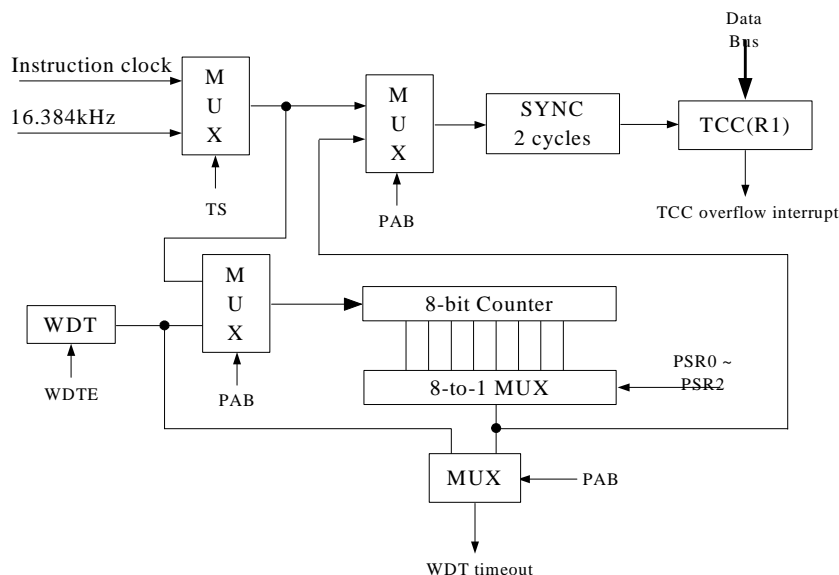 Data
Bus
Instruction clock
16.384kHz
M
U
X
TS
M
U
X
PAB
SYNC
2 cycles
TCC(R1)
TCC overflow interrupt
WDT
WDTE
M
U
X
PAB
8-bit Counter
8-to-1 MUX
PSR0 ~
PSR2
MUX
PAB
WDT timeout